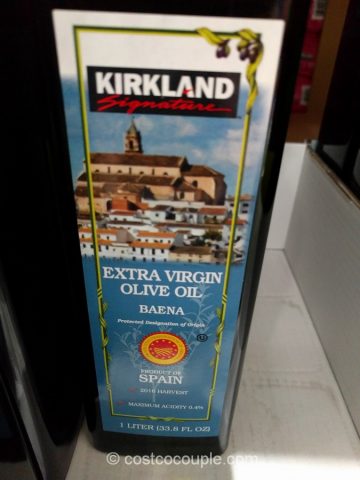 KIRKLAND
Signature
EXTRA VIRGIN
OLIVE OIL
BAENA
Protected Designation of Origin
PRODUCT OF
SPAIN
2016 HARVEST
MAXIMUM ACIDITY 0.4%
1 LITER (33.8 FL OZ)
© costcocouple.com